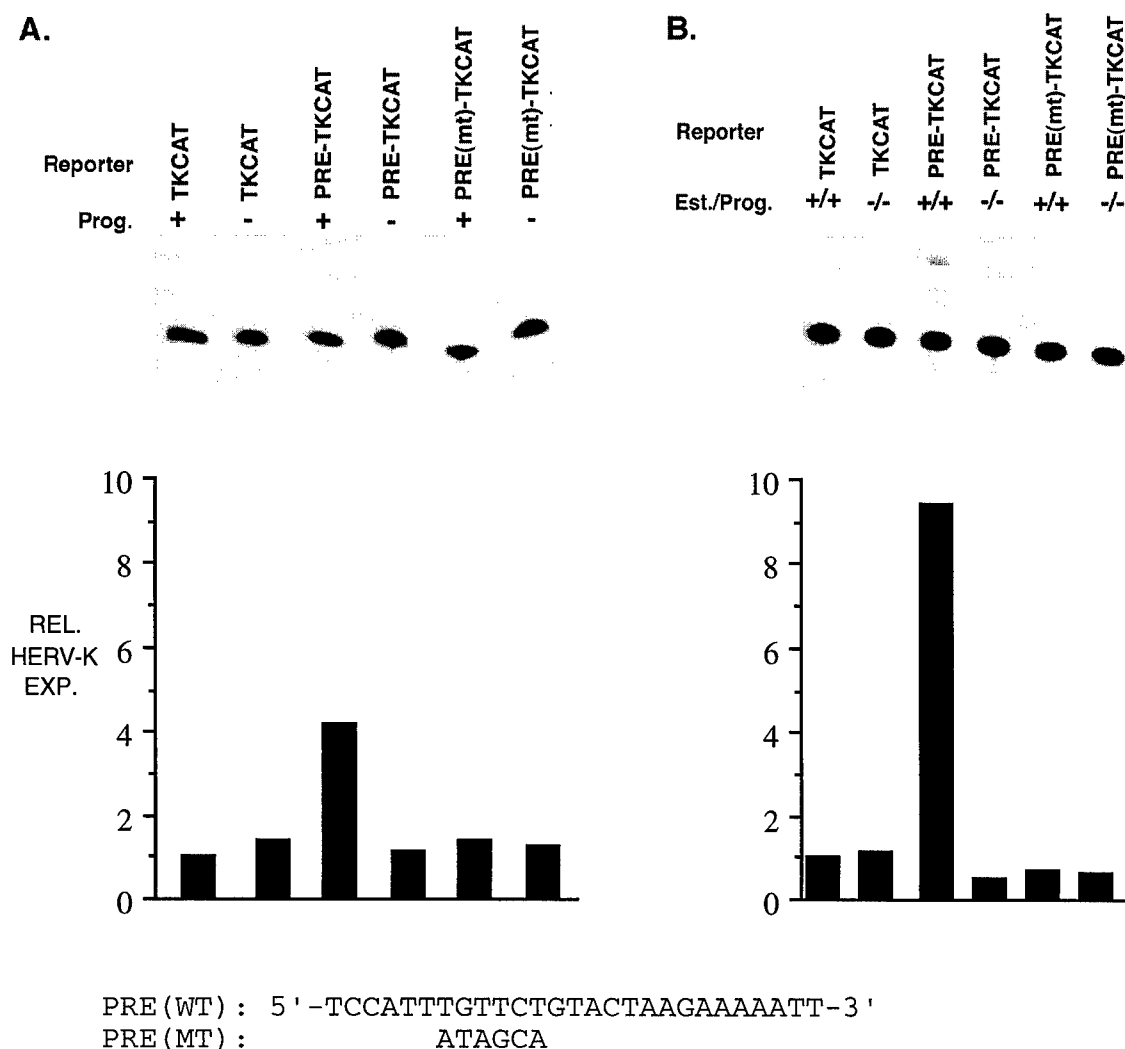 A.
Reporter
TKCAT
TKCAT
PRE-TKCAT
PRE-TKCAT
PRE(mt)-TKCAT
PRE(mt)-TKCAT
Prog. + - + - + -
10
8
6
4
2
0
REL.
HERV-K
EXP.
B.
Reporter
TKCAT
TKCAT
PRE-TKCAT
PRE-TKCAT
PRE(mt)-TKCAT
PRE(mt)-TKCAT
Est./Prog. +/+ -/- +/+ -/- +/+ -/-
10
8
6
4
2
0
PRE(WT): 5'-TCCATTTGTTCTGTACTAAGAAAAATT-3'
PRE(MT): ATAGCA